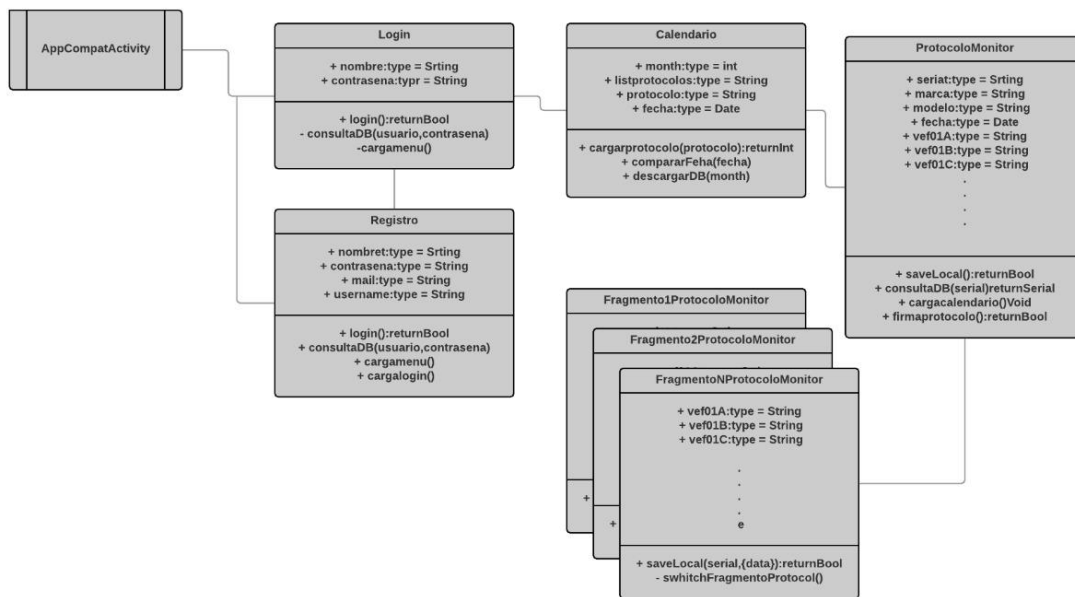 AppCompatActivity
Login
+ nombre:type = Srting
+ contrasena:typr = String
+ login():returnBool
- consultaDB(usuario,contrasena)
-cargamenu()
Registro
+ nombret:type = Srting
+ contrasena:type = String
+ mail:type = String
+ username:type = String
+ login():returnBool
+ consultaDB(usuario,contrasena)
+ cargamenu()
+ cargalogin()
Calendario
+ month:type = int
+ listprotocolos:type = String
+ protocolo:type = String
+ fecha:type = Date
+ cargarprotocolo(protocolo):returnInt
+ compararFeha(fecha)
+ descargarDB(month)
ProtocoloMonitor
+ seriat:type = Srting
+ marca:type = String
+ modelo:type = String
+ fecha:type = Date
+ vef01A:type = String
+ vef01B:type = String
+ vef01C:type = String
.
.
.
.
+ saveLocal():returnBool
+ consultaDB(serial)returnSerial
+ cargacalendario()Void
+ firmaprotocolo():returnBool
Fragmento1ProtocoloMonitor
+
Fragmento2ProtocoloMonitor
+
FragmentoNProtocoloMonitor
+ vef01A:type = String
+ vef01B:type = String
+ vef01C:type = String
.
.
.
.
e
+ saveLocal(serial,{data}):returnBool
- swhitchFragmentoProtocol()